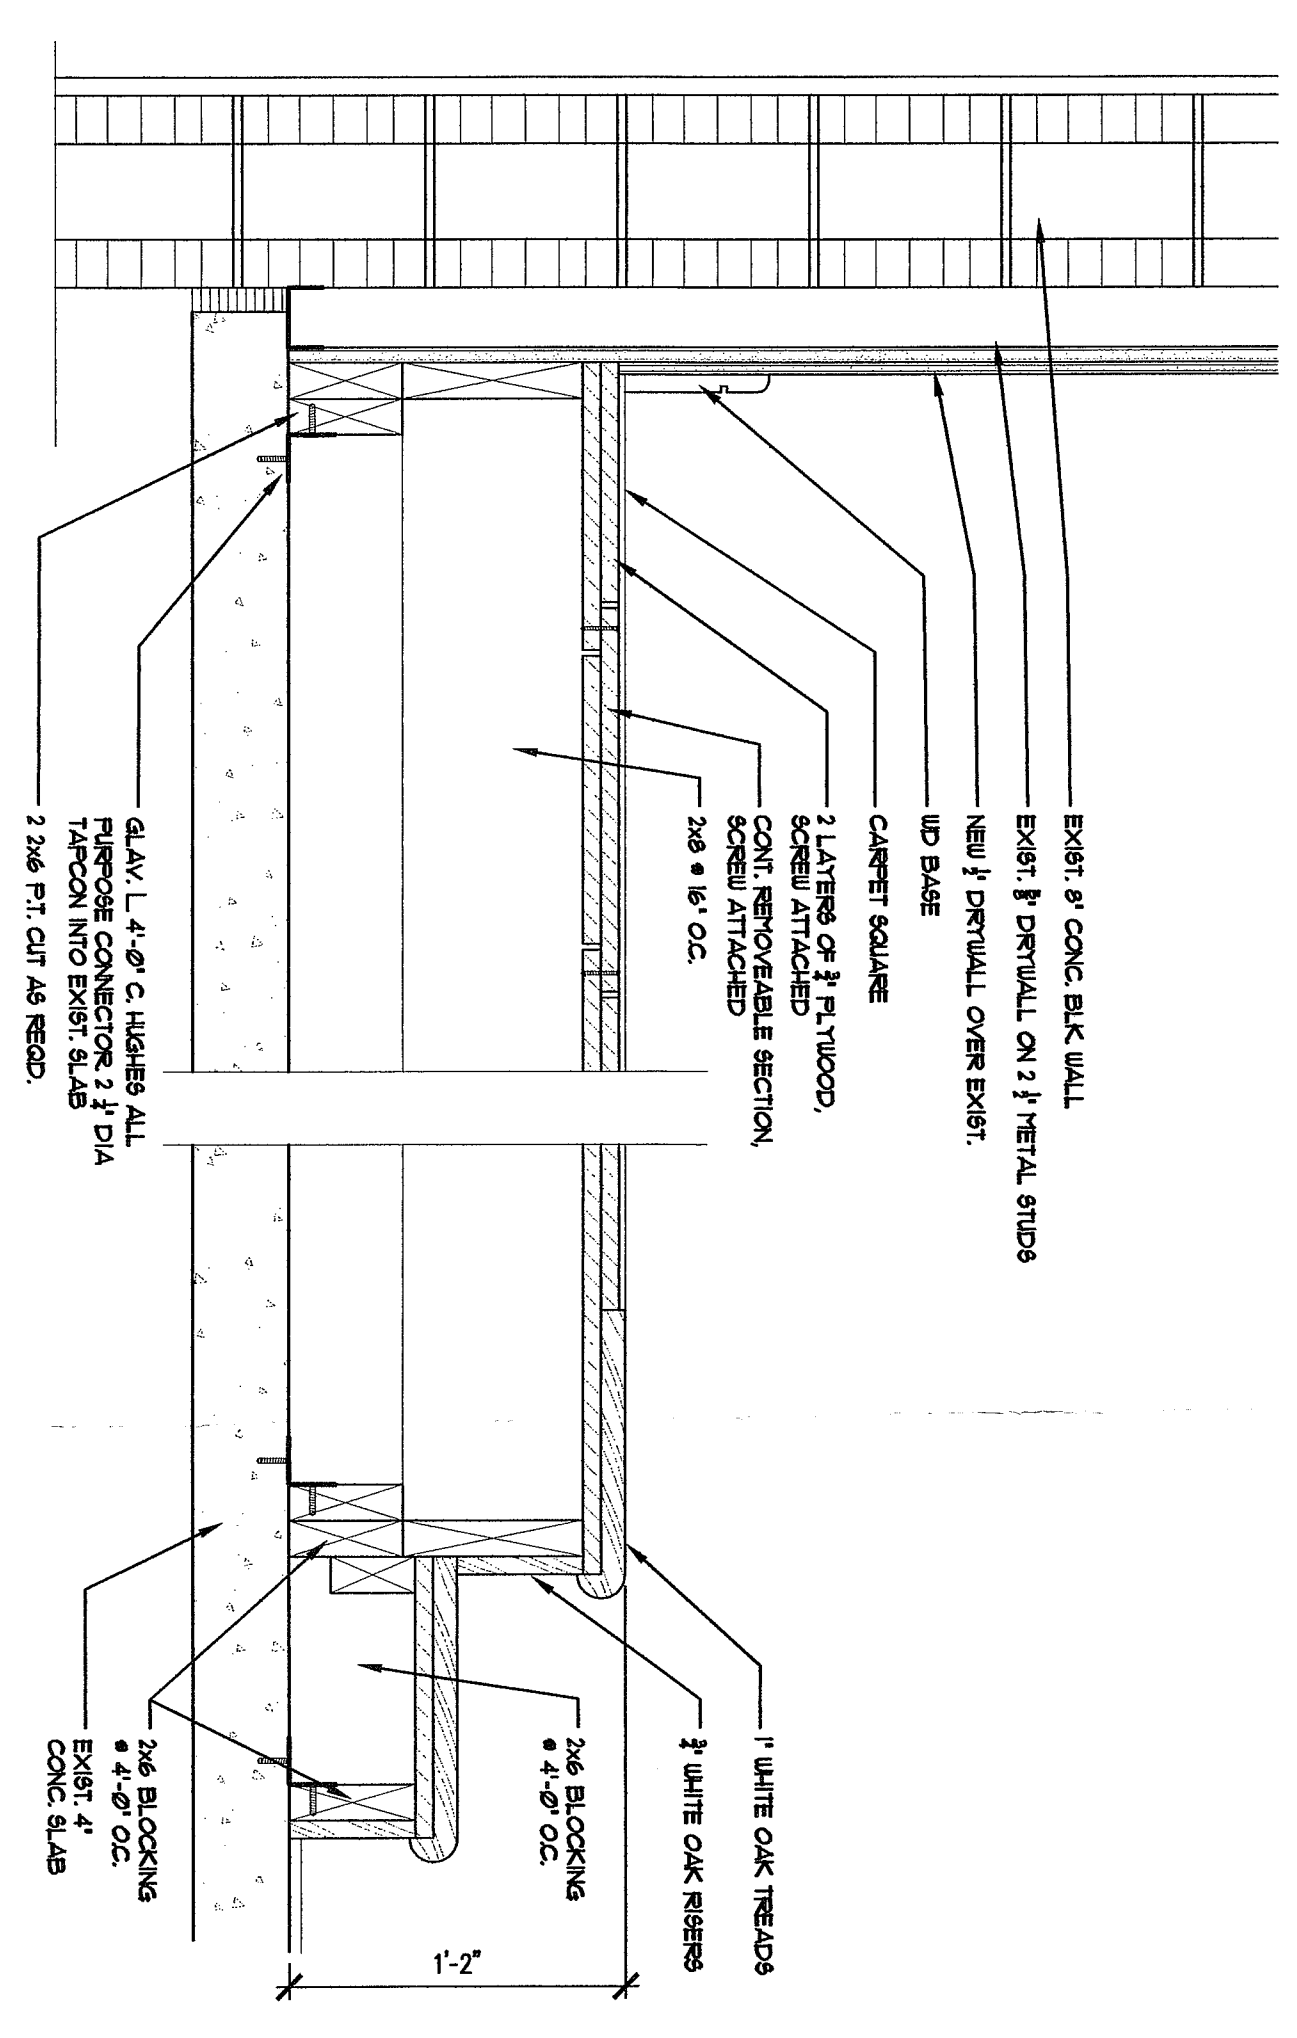 EXIST. 8" CONC. BLK WALL
EXIST. 5/8" DRYWALL ON 2 1/2" METAL STUDS
NEW 1/2" DRYWALL OVER EXIST.
WD BASE
CARPET SQUARE
2 LAYERS OF 3/4" PLYWOOD,
SCREW ATTACHED
CONT. REMOVEABLE SECTION,
SCREW ATTACHED
2x8 @ 16" O.C.
GLAV. L 4'-0" C. HUGHES ALL
PURPOSE CONNECTOR 2 1/4" DIA
TAPCON INTO EXIST. SLAB
2 2x6 P.T. CUT AS REQD.
1" WHITE OAK TREADS
3/4" WHITE OAK RISERS
2x6 BLOCKING
@ 4'-0" O.C.
2x6 BLOCKING
@ 4'-0" O.C.
EXIST. 4"
CONC. SLAB
1'-2"